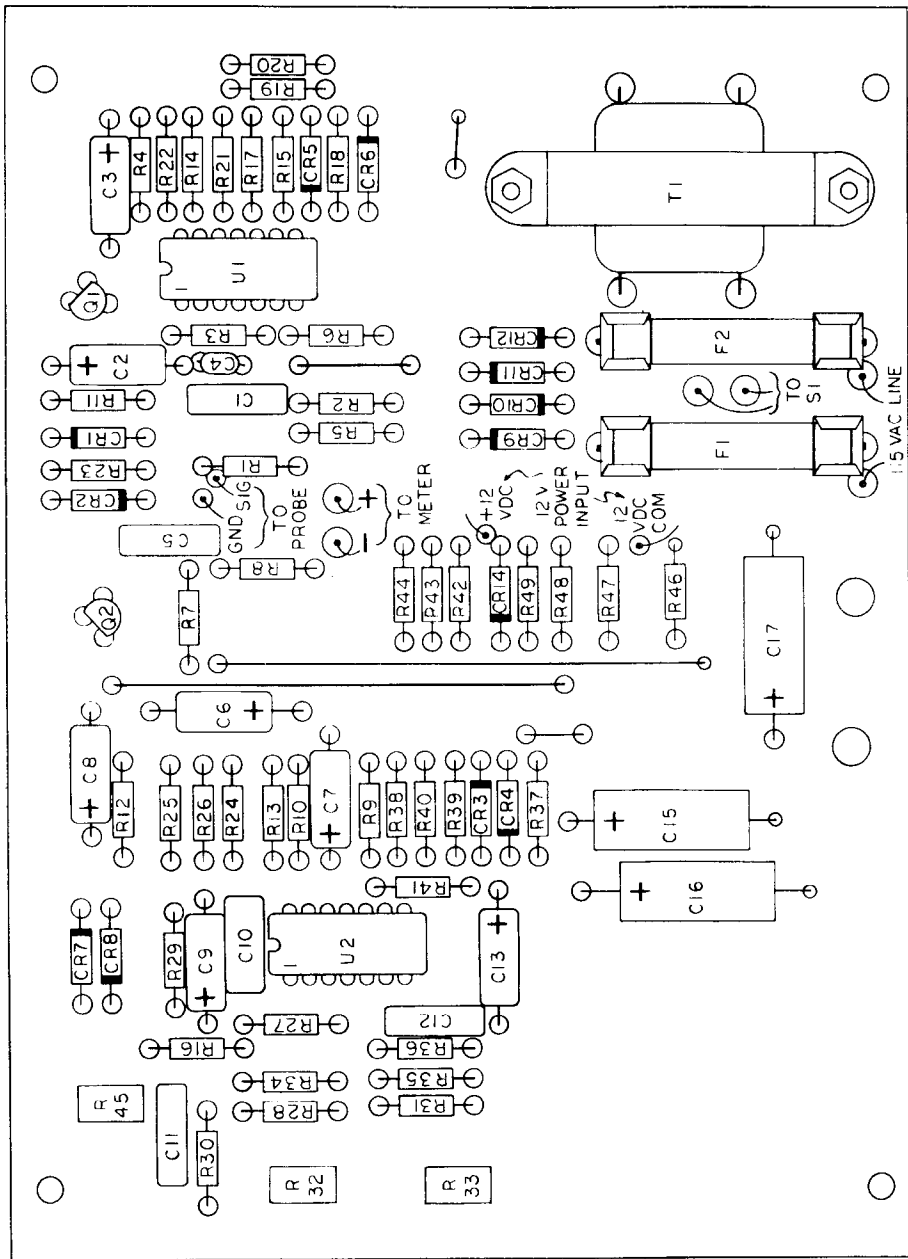 R20
R19
C3 +
R4
R22
R14
R21
R17
R15
CR5
R18
CR6
T1
U1
1
Q1
R3
R6
C2 +
C4
CR12
F2
CR11
C1
R11
R2
CR10
TO S1
115 VAC LINE
CR1
R5
CR9
F1
R23
R1
CR2
GND
SIG
TO PROBE
+
−
TO METER
+12 VDC
12 V POWER INPUT
12 VDC COM
C5
R8
R44
R43
R42
CR14
R49
R48
R47
R46
Q2
R7
C17 +
C6 +
C8 +
R12
R25
R26
R24
R13
R10
C7 +
R9
R38
R40
R39
CR3
CR4
R37
C15 +
R41
C16 +
CR7
CR8
R29
C9 +
C10
U2
1
C13 +
C12
R27
R16
R36
R34
R35
R45
R28
R31
C11
R30
R32
R33